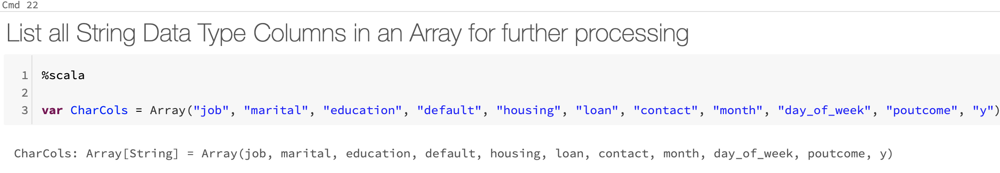 Cmd 22
List all String Data Type Columns in an Array for further processing
1 %scala
2
3 var CharCols = Array("job", "marital", "education", "default", "housing", "loan", "contact", "month", "day_of_week", "poutcome", "y")
CharCols: Array[String] = Array(job, marital, education, default, housing, loan, contact, month, day_of_week, poutcome, y)